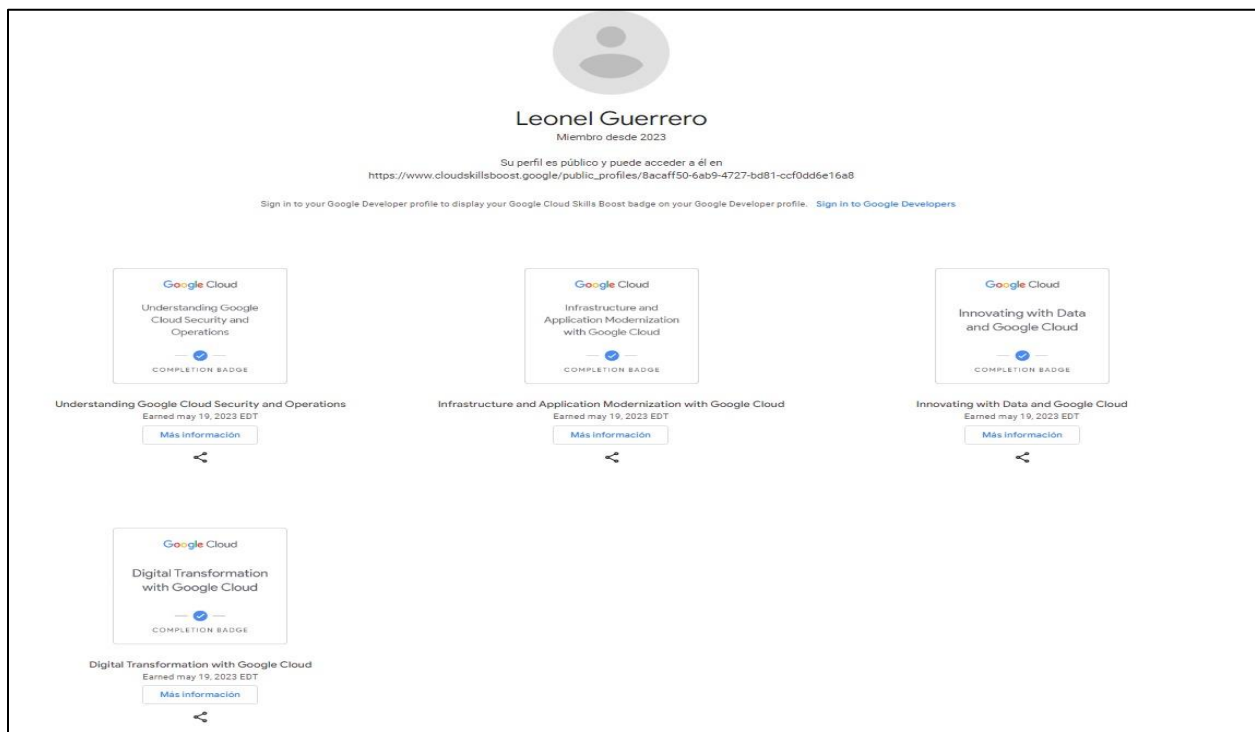 Leonel Guerrero
Miembro desde 2023
Su perfil es público y puede acceder a él en
https://www.cloudskillsboost.google/public_profiles/8acaff50-6ab9-4727-bd81-ccf0dd6e16a8
Sign in to your Google Developer profile to display your Google Cloud Skills Boost badge on your Google Developer profile. Sign in to Google Developers
Google Cloud
Understanding Google
Cloud Security and
Operations
COMPLETION BADGE
Understanding Google Cloud Security and Operations
Earned may 19, 2023 EDT
Más información
Google Cloud
Infrastructure and
Application Modernization
with Google Cloud
COMPLETION BADGE
Infrastructure and Application Modernization with Google Cloud
Earned may 19, 2023 EDT
Más información
Google Cloud
Innovating with Data
and Google Cloud
COMPLETION BADGE
Innovating with Data and Google Cloud
Earned may 19, 2023 EDT
Más información
Google Cloud
Digital Transformation
with Google Cloud
COMPLETION BADGE
Digital Transformation with Google Cloud
Earned may 19, 2023 EDT
Más información